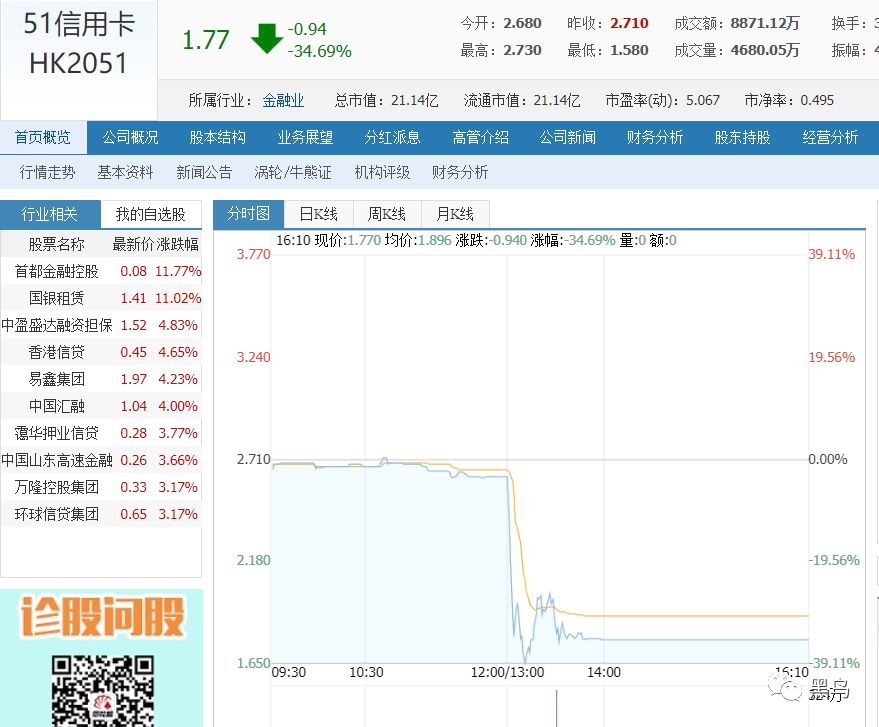 51信用卡
HK2051
1.77
-0.94
-34.69%
今开: 2.680 昨收: 2.710 成交额: 8871.12万 换手:
最高: 2.730 最低: 1.580 成交量: 4680.05万 振幅:
所属行业: 金融业 总市值: 21.14亿 流通市值: 21.14亿 市盈率(动): 5.067 市净率: 0.495
首页概览 公司概况 股本结构 业务展望 分红派息 高管介绍 公司新闻 财务分析 股东持股 经营分析
行情走势 基本资料 新闻公告 涡轮/牛熊证 机构评级 财务分析
行业相关 我的自选股
股票名称 最新价 涨跌幅
首都金融控股 0.08 11.77%
国银租赁 1.41 11.02%
中盈盛达融资担保 1.52 4.83%
香港信贷 0.45 4.65%
易鑫集团 1.97 4.23%
中国汇融 1.04 4.00%
靄华押业信贷 0.28 3.77%
中国山东高速金融 0.26 3.66%
万隆控股集团 0.33 3.17%
环球信贷集团 0.65 3.17%
诊股问股
分时图 日K线 周K线 月K线
16:10 现价:1.770 均价:1.896 涨跌:-0.940 涨幅:-34.69% 量:0 额:0
3.770 39.11%
3.240 19.56%
2.710 0.00%
2.180 -19.56%
1.650 -39.11%
09:30 10:30 12:00/13:00 14:00 16:10
黑鸟